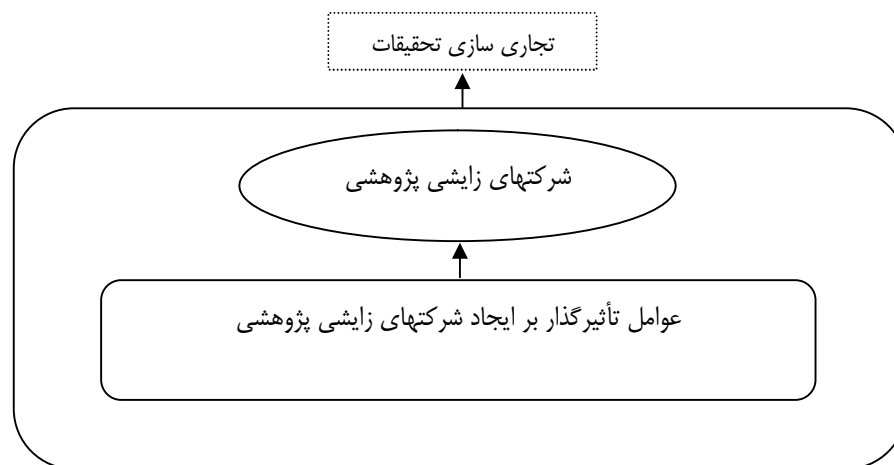 تجاری سازی تحقیقات
شرکتهای زایشی پژوهشی
عوامل تأثیرگذار بر ایجاد شرکتهای زایشی پژوهشی